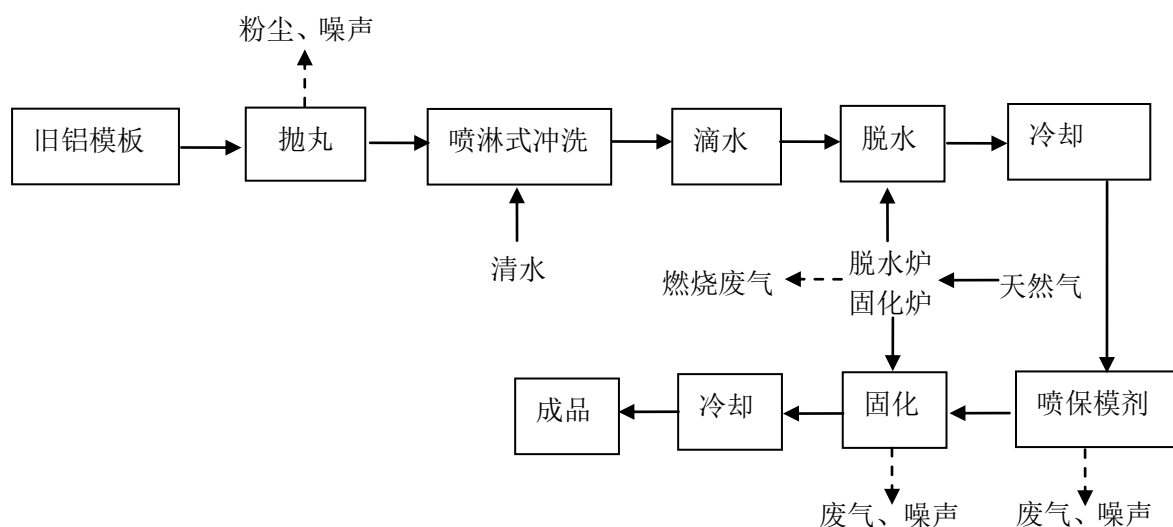 粉尘、噪声
旧铝模板
抛丸
喷淋式冲洗
滴水
脱水
冷却
清水
燃烧废气
脱水炉
固化炉
天然气
成品
冷却
固化
喷保模剂
废气、噪声
废气、噪声